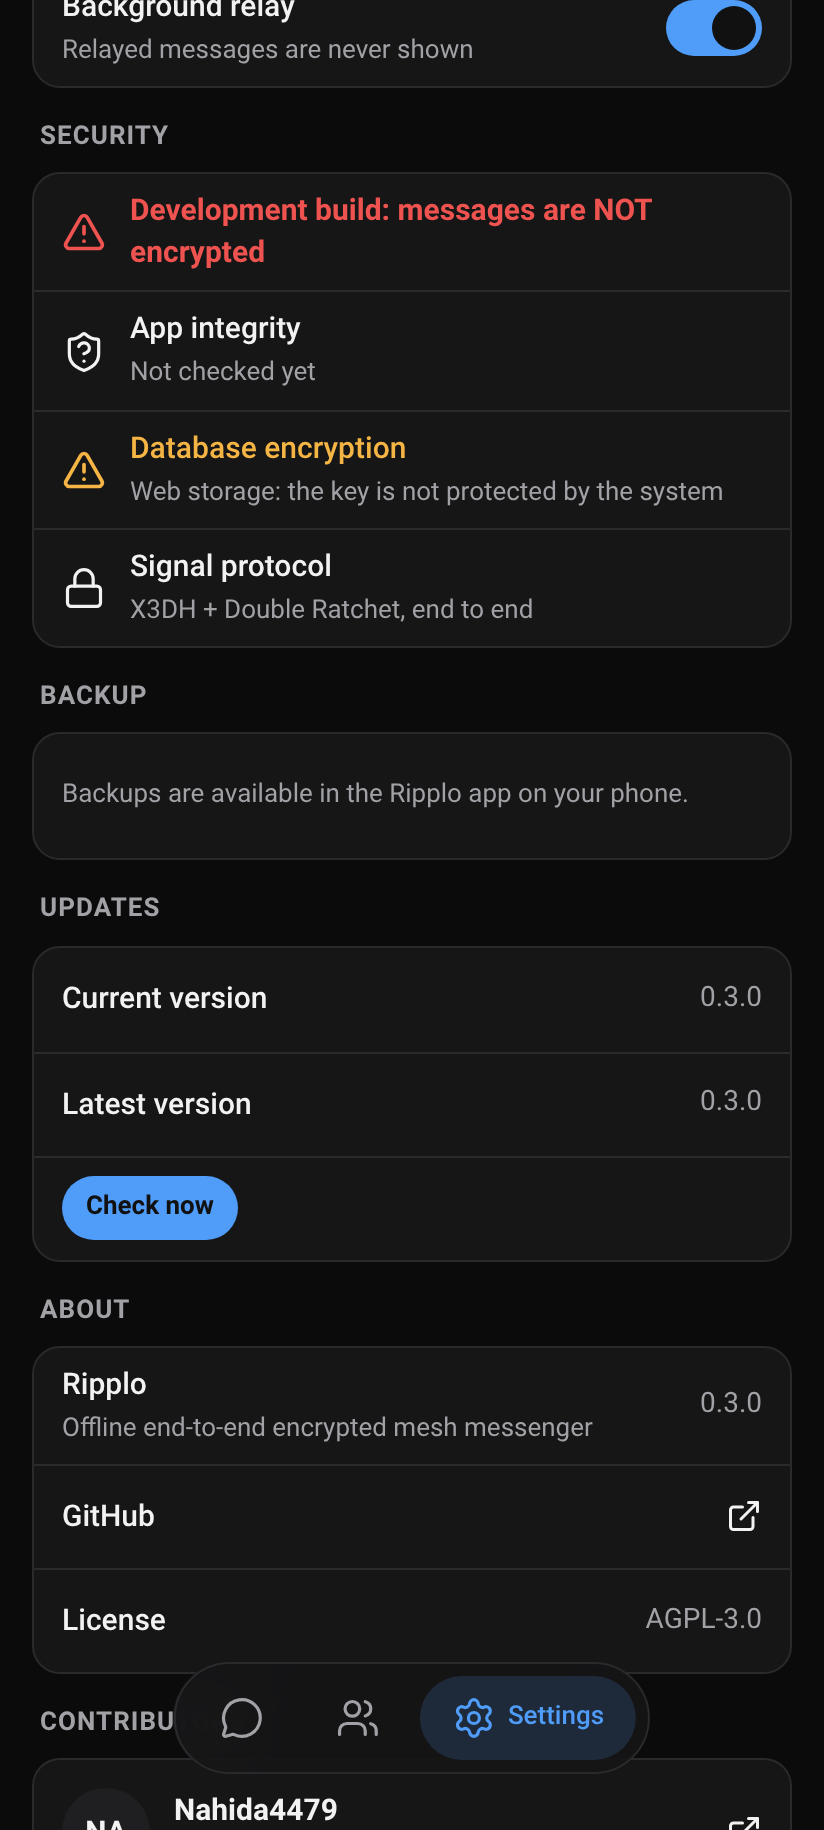 Background relay
Relayed messages are never shown
SECURITY
Development build: messages are NOT
encrypted
App integrity
Not checked yet
Database encryption
Web storage: the key is not protected by the system
Signal protocol
X3DH + Double Ratchet, end to end
BACKUP
Backups are available in the Ripplo app on your phone.
UPDATES
Current version 0.3.0
Latest version 0.3.0
Check now
ABOUT
Ripplo 0.3.0
Offline end-to-end encrypted mesh messenger
GitHub
License AGPL-3.0
Settings
CONTRIBU
Nahida4479
NA